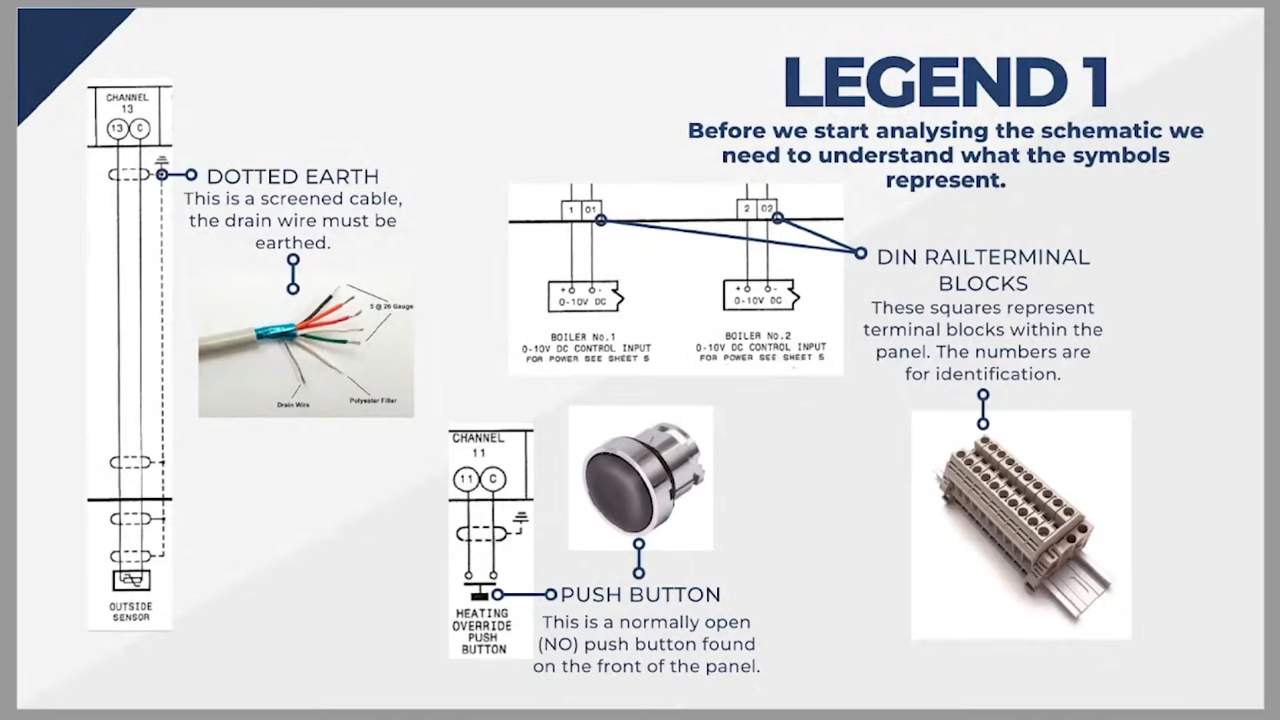 LEGEND 1
Before we start analysing the schematic we
need to understand what the symbols
represent.
CHANNEL
13
13 C
DOTTED EARTH
This is a screened cable,
the drain wire must be
earthed.
5 @ 26 Gauge
Drain Wire
Polyester Filler
OUTSIDE
SENSOR
1 01
2 02
+ -
0-10V DC
+ -
0-10V DC
BOILER No.1
0-10V DC CONTROL INPUT
FOR POWER SEE SHEET 5
BOILER No.2
0-10V DC CONTROL INPUT
FOR POWER SEE SHEET 5
DIN RAILTERMINAL
BLOCKS
These squares represent
terminal blocks within the
panel. The numbers are
for identification.
CHANNEL
11
11 C
HEATING
OVERRIDE
PUSH
BUTTON
PUSH BUTTON
This is a normally open
(NO) push button found
on the front of the panel.